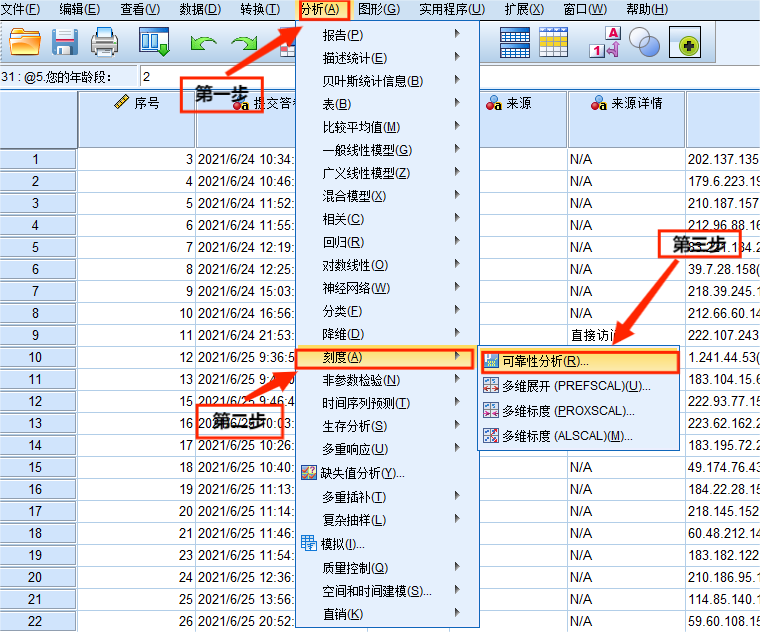 文件(F) 编辑(E) 查看(V) 数据(D) 转换(T) 分析(A) 图形(G) 实用程序(U) 扩展(X) 窗口(W) 帮助(H)
31 : @5.您的年龄段: 2
第一步
序号 提交答 来源 来源详情
1 3 2021/6/24 10:34: N/A 202.137.135
2 4 2021/6/24 10:46: N/A 179.6.223.19
3 5 2021/6/24 11:52: N/A 210.187.157
4 6 2021/6/24 11:55: N/A 212.96.88.16
5 7 2021/6/24 12:19: N/A
6 8 2021/6/24 12:25: N/A 39.7.28.158(
7 9 2021/6/24 15:03: N/A 218.39.245.1
8 10 2021/6/24 16:56: N/A 212.66.60.14
9 11 2021/6/24 21:53: 直接访 222.107.243
10 12 2021/6/25 9:36:5 1.241.44.53(
11 13 2021/6/25 183.104.15.6
12 15 2021/6/25 9:46:4 222.93.77.15
13 16 2021/6/25 10:03: 223.62.162.2
14 17 2021/6/25 10:26: 183.195.72.2
15 18 2021/6/25 10:40: N/A 49.174.76.43
16 19 2021/6/25 11:13: N/A 184.22.28.15
17 20 2021/6/25 11:14: N/A 218.145.152
18 21 2021/6/25 11:46: N/A 60.48.212.14
19 23 2021/6/25 11:54: N/A 183.182.122
20 24 2021/6/25 12:36: N/A 210.186.95.1
21 25 2021/6/25 13:56: N/A 114.85.140.1
22 26 2021/6/25 20:52: N/A 59.60.108.15
报告(P)
描述统计(E)
贝叶斯统计信息(B)
表(B)
比较平均值(M)
一般线性模型(G)
广义线性模型(Z)
混合模型(X)
相关(C)
回归(R)
对数线性(O)
神经网络(W)
分类(F)
降维(D)
刻度(A)
非参数检验(N)
时间序列预测(T)
生存分析(S)
多重响应(U)
缺失值分析(Y)...
多重插补(T)
复杂抽样(L)
模拟(I)...
质量控制(Q)
空间和时间建模(S)...
直销(K)
第二步
第三步
可靠性分析(R)...
多维展开 (PREFSCAL)(U)...
多维标度 (PROXSCAL)...
多维标度 (ALSCAL)(M)...